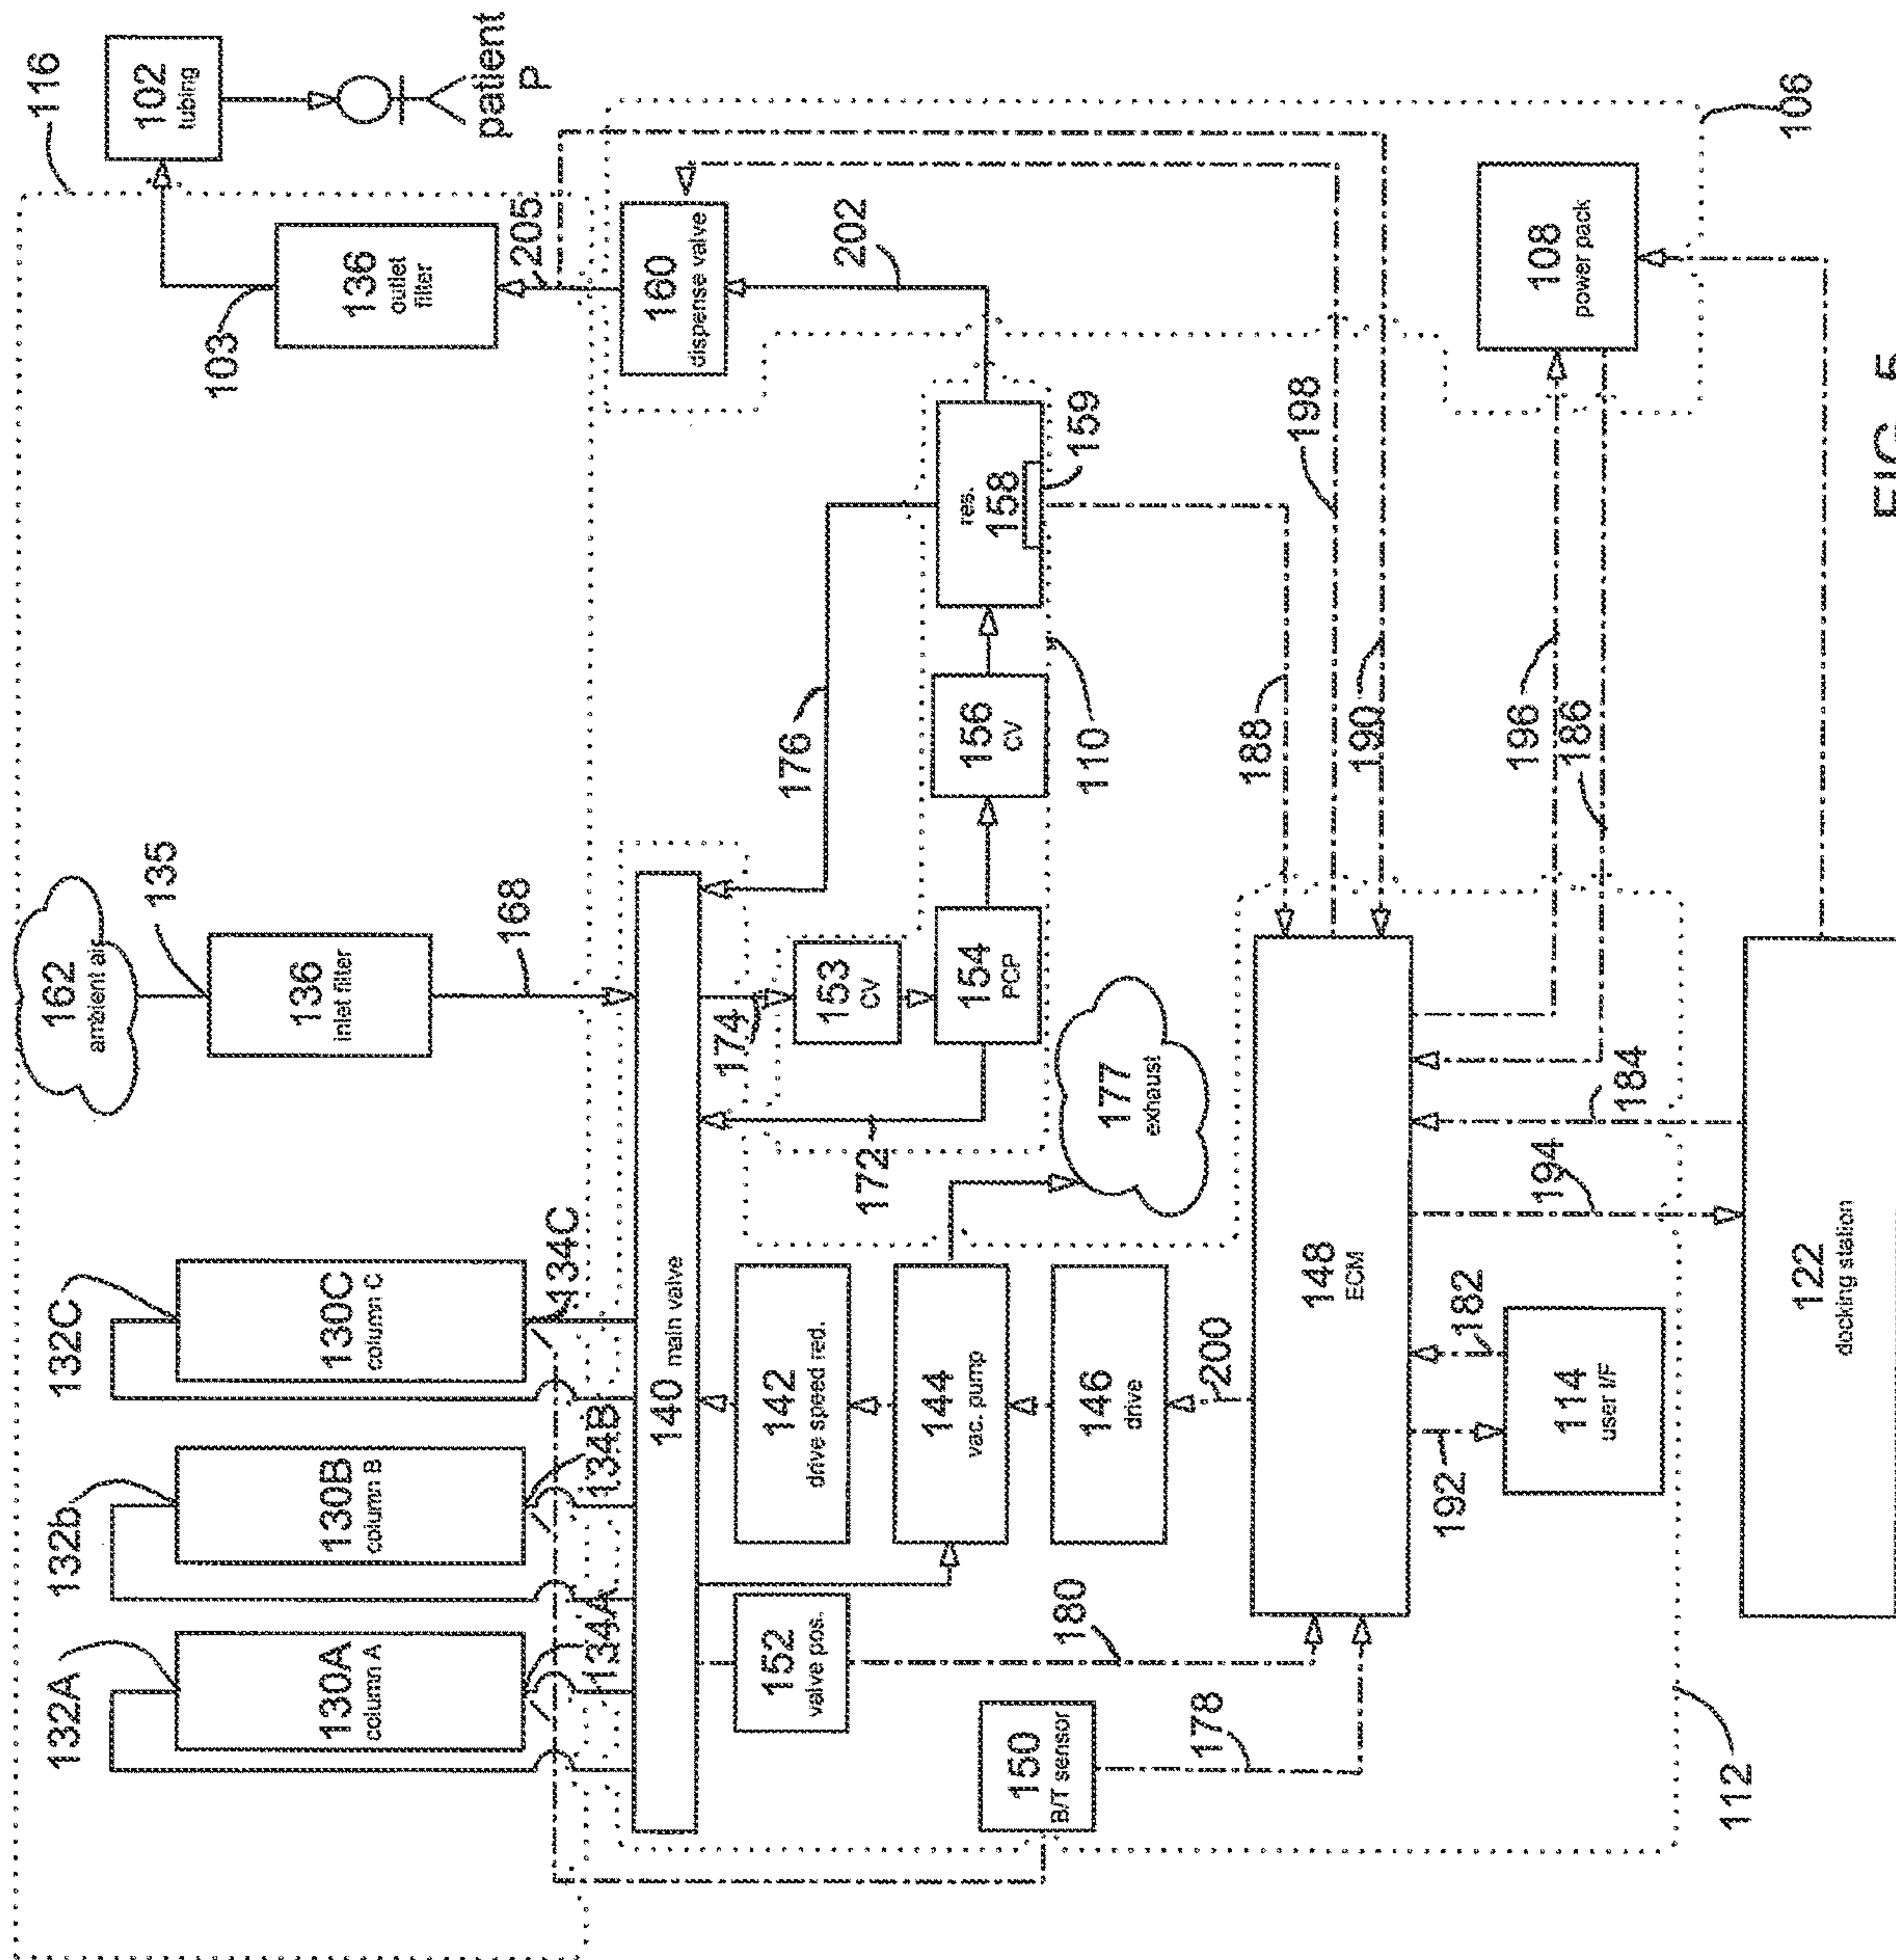 132A
132b
132C
162
ambient air
135
116
102
tubing
patient
P
130A
column A
130B
column B
130C
column C
136
inlet filter
168
103
136
outlet
filter
205
134A
134B
134C
140 main valve
160
dispense valve
174
176
202
152
valve pos.
142
drive speed red.
172
153
CV
150
B/T sensor
144
vac. pump
154
PCP
156
CV
res.
158
159
180
146
drive
177
exhaust
110
178
200
188
198
148
ECM
190
192
182
194
184
196
186
114
user I/F
108
power pack
112
122
docking station
106
FIG. 5